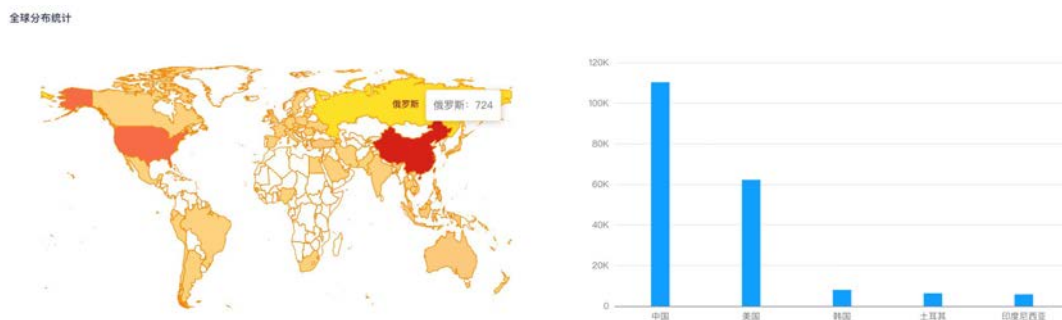 全球分布统计
俄罗斯
俄罗斯：724
120K
100K
80K
60K
40K
20K
0
中国
美国
韩国
土耳其
印度尼西亚